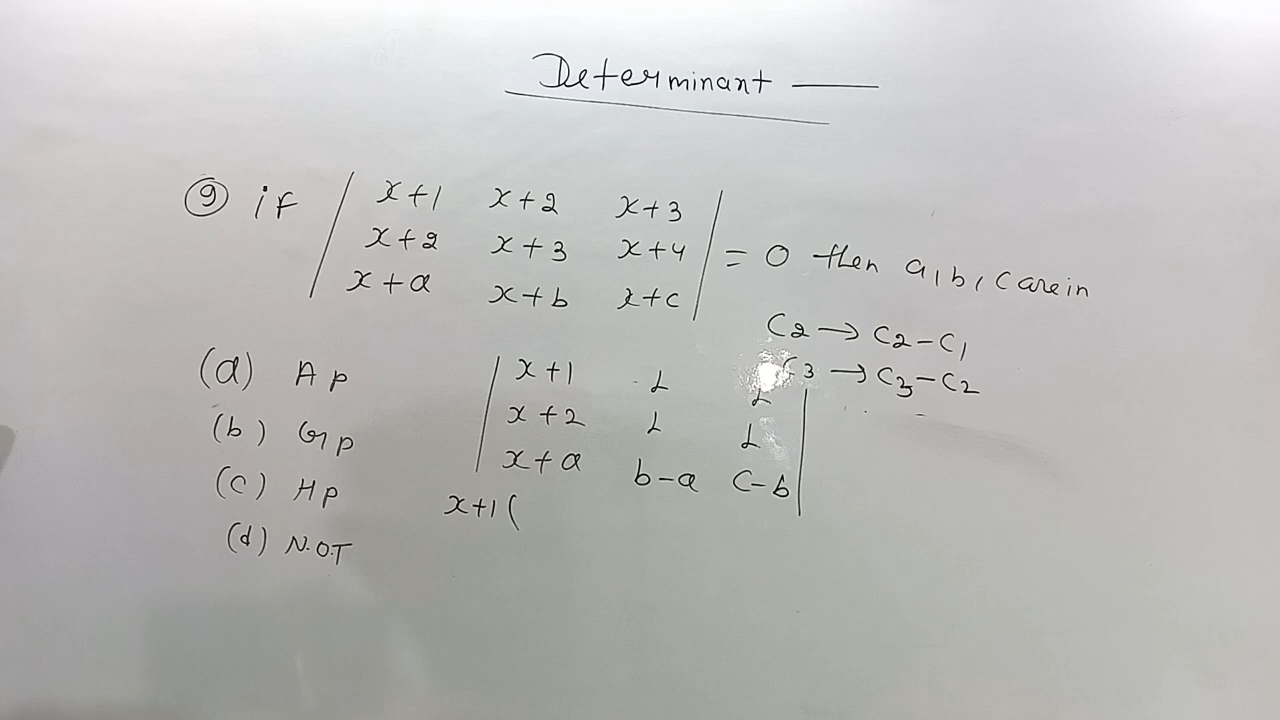 Determinant —
(9) if | x+1 x+2 x+3 |
| x+2 x+3 x+4 | = 0 then a, b, c are in
| x+a x+b x+c |
C2 → C2-C1
C3 → C3-C2
(a) AP
(b) GP
(c) HP
(d) N.O.T
| x+1 1 1 |
| x+2 1 1 |
| x+a b-a c-b |
x+1 (